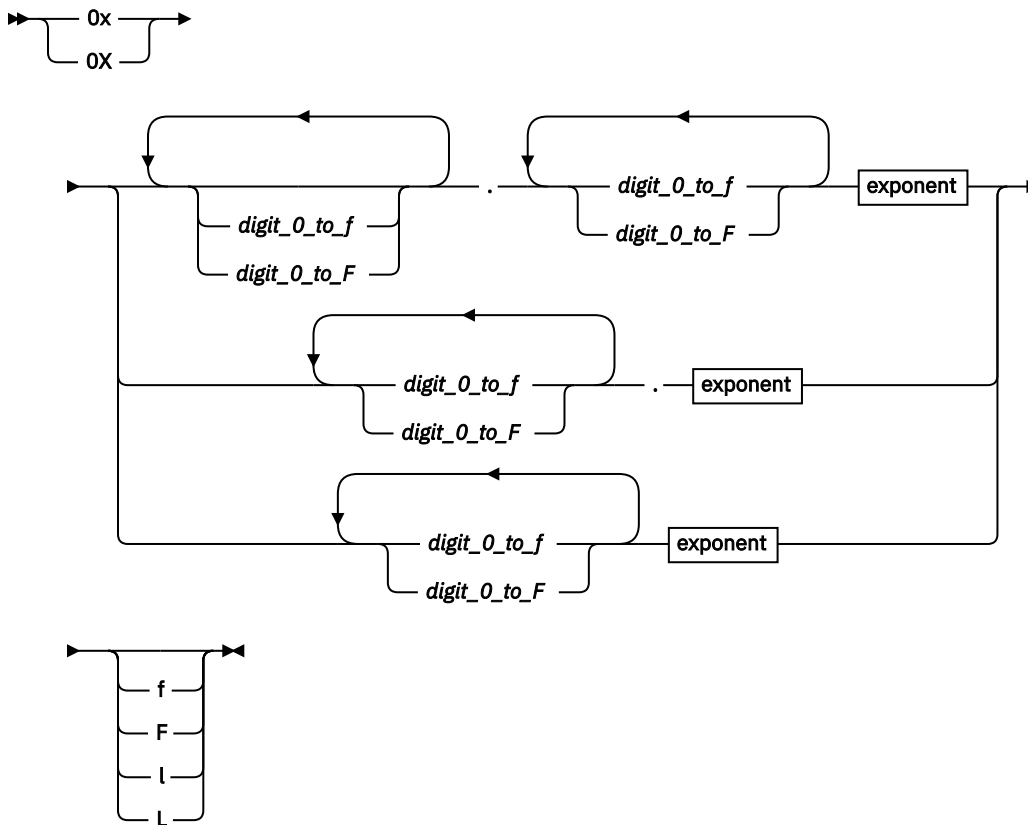 0x
0X
digit_0_to_f
digit_0_to_F
. digit_0_to_f exponent
digit_0_to_F
digit_0_to_f . exponent
digit_0_to_F
digit_0_to_f exponent
digit_0_to_F
f
F
l
L